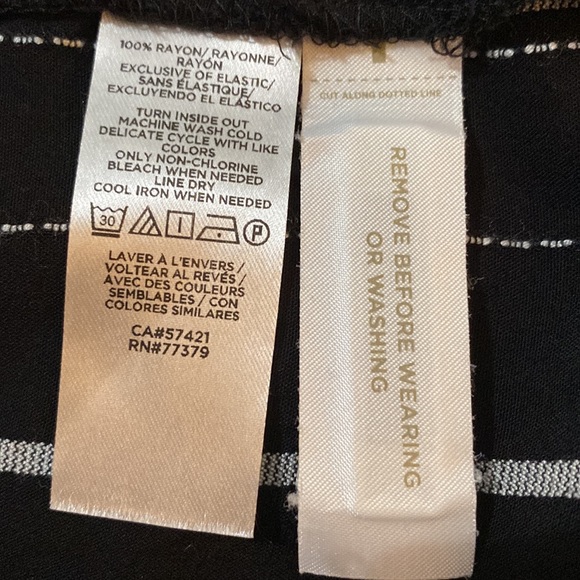 100% RAYON/ RAYONNE/
RAYÓN
EXCLUSIVE OF ELASTIC/
SANS ÉLASTIQUE/
EXCLUYENDO EL ELÁSTICO
TURN INSIDE OUT
MACHINE WASH COLD
DELICATE CYCLE WITH LIKE
COLORS
ONLY NON-CHLORINE
BLEACH WHEN NEEDED
LINE DRY
COOL IRON WHEN NEEDED
30
P
LAVER À L'ENVERS /
VOLTEAR AL REVÉS /
AVEC DES COULEURS
SEMBLABLES / CON
COLORES SIMILARES
CA#57421
RN#77379
CUT ALONG DOTTED LINE
REMOVE BEFORE WEARING
OR WASHING